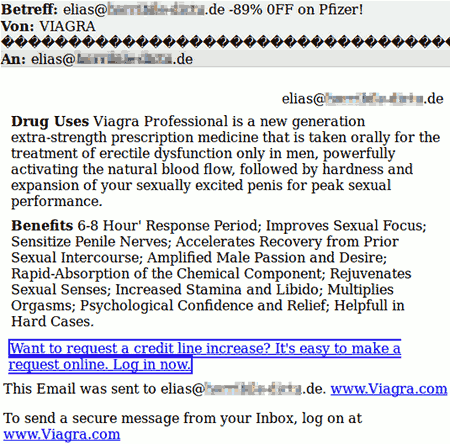 Betreff: elias@ .de -89% 0FF on Pfizer!
Von: VIAGRA
An: elias@ .de
elias@ .de
Drug Uses Viagra Professional is a new generation
extra-strength prescription medicine that is taken orally for the
treatment of erectile dysfunction only in men, powerfully
activating the natural blood flow, followed by hardness and
expansion of your sexually excited penis for peak sexual
performance.
Benefits 6-8 Hour' Response Period; Improves Sexual Focus;
Sensitize Penile Nerves; Accelerates Recovery from Prior
Sexual Intercourse; Amplified Male Passion and Desire;
Rapid-Absorption of the Chemical Component; Rejuvenates
Sexual Senses; Increased Stamina and Libido; Multiplies
Orgasms; Psychological Confidence and Relief; Helpfull in
Hard Cases.
Want to request a credit line increase? It's easy to make a
request online. Log in now.
This Email was sent to elias@ .de. www.Viagra.com
To send a secure message from your Inbox, log on at
www.Viagra.com